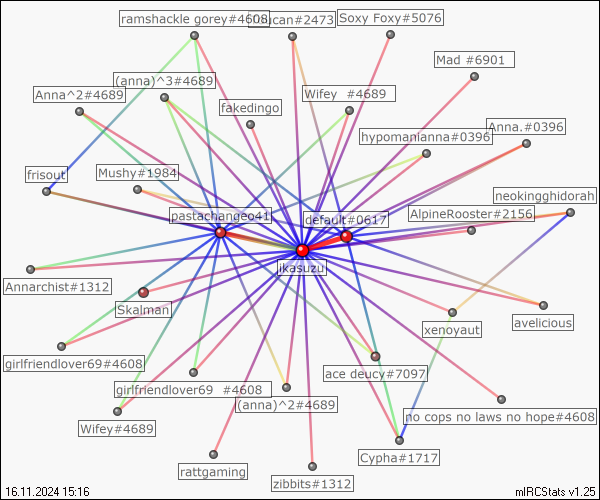 ramshackle gorey#4608
#2473
Soxy Foxy#5076
Mad #6901
(anna)^3#4689
Anna^2#4689
Wifey #4689
fakedingo
Anna.#0396
hypomanianna#0396
frisout
Mushy#1984
neokingghidorah
pastachangeo41
default#0617
AlpineRooster#2156
ikasuzu
Annarchist#1312
Skalman
avelicious
xenoyaut
girlfriendlover69#4608
ace deucy#7097
girlfriendlover69 #4608
(anna)^2#4689
no cops no laws no hope#4608
Wifey#4689
Cypha#1717
rattgaming
zibbits#1312
16.11.2024 15:16
mIRCStats v1.25